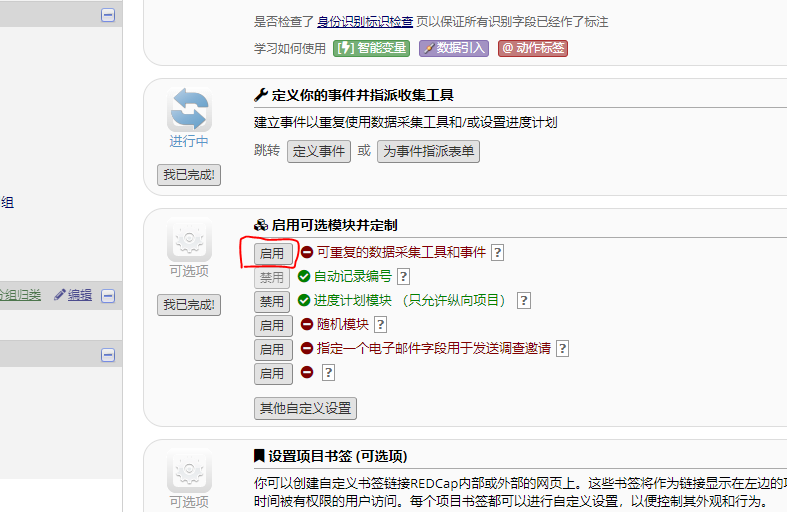 是否检查了 身份识别标识检查 页以保证所有识别字段已经作了标注
学习如何使用 [⚡] 智能变量 数据引入 @ 动作标签
定义你的事件并指派收集工具
进行中
建立事件以重复使用数据采集工具和/或设置进度计划
跳转 定义事件 或 为事件指派表单
我已完成!
组
启用可选模块并定制
可选项
启用 可重复的数据采集工具和事件 ?
禁用 自动记录编号 ?
分组归类 编辑
我已完成!
禁用 进度计划模块 (只允许纵向项目) ?
启用 随机模块 ?
启用 指定一个电子邮件字段用于发送调查邀请 ?
启用 ?
其他自定义设置
设置项目书签 (可选项)
可选项
你可以创建自定义书签链接REDCap内部或外部的网页上。这些书签将作为链接显示在左边的
时间被有权限的用户访问。每个项目书签都可以进行自定义设置，以便控制其外观和行为。